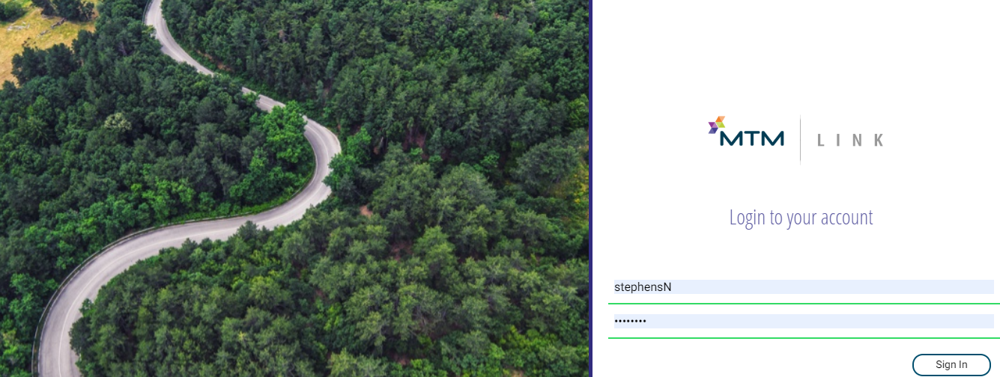 MTM
LINK
Login to your account
stephensN
••••••••
Sign In